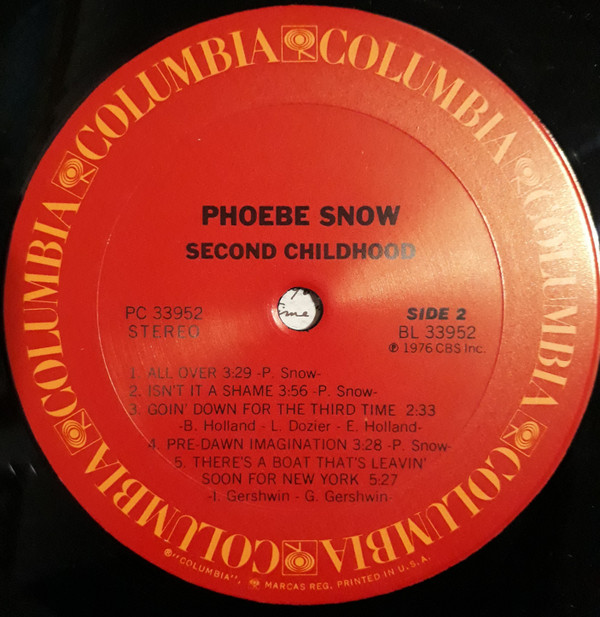 COLUMBIA COLUMBIA COLUMBIA COLUMBIA COLUMBIA COLUMBIA COLUMBIA
PHOEBE SNOW
SECOND CHILDHOOD
PC 33952
STEREO
SIDE 2
BL 33952
℗ 1976 CBS Inc.
1. ALL OVER 3:29 -P. Snow-
2. ISN'T IT A SHAME 3:56 -P. Snow-
3. GOIN' DOWN FOR THE THIRD TIME 2:33
-B. Holland - L. Dozier - E. Holland-
4. PRE-DAWN IMAGINATION 3:28 -P. Snow-
5. THERE'S A BOAT THAT'S LEAVIN'
SOON FOR NEW YORK 5:27
-I. Gershwin - G. Gershwin-
®"COLUMBIA", MARCAS REG. PRINTED IN U.S.A.